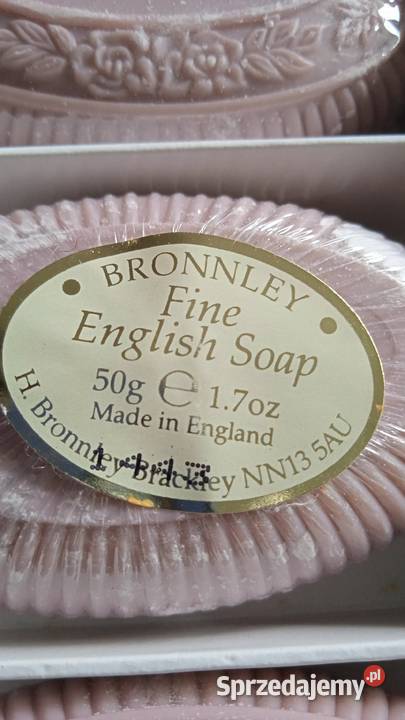 BRONNLEY
Fine
English Soap
50g e 1.7oz
Made in England
H. Bronnley Brackley NN13 5AU
Sprzedajemy.pl